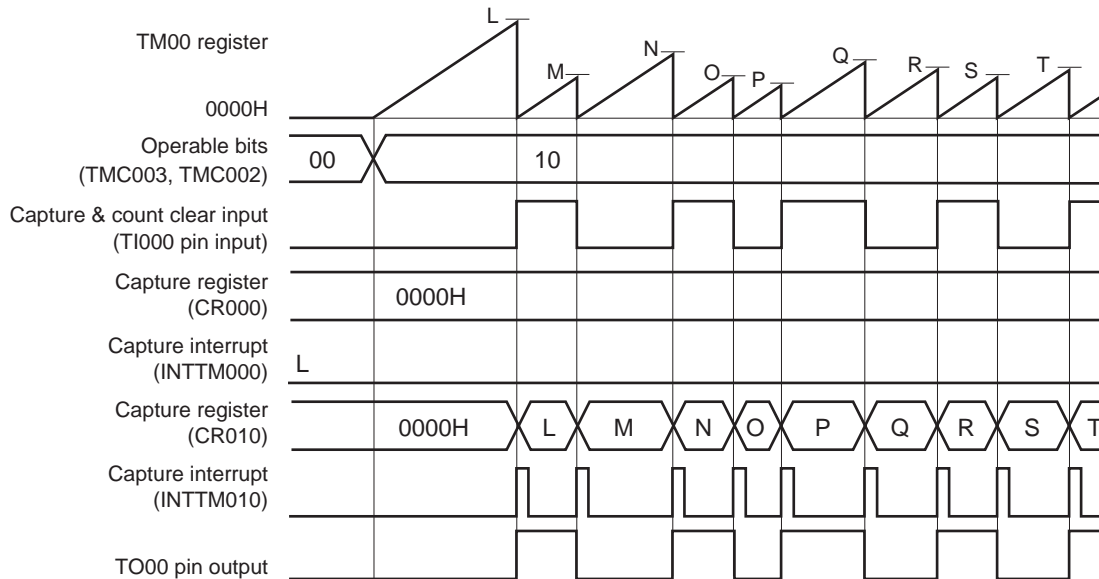 L
TM00 register
N
Q
M
O
P
R
S
T
0000H
Operable bits
(TMC003, TMC002)
00
10
Capture & count clear input
(TI000 pin input)
Capture register
(CR000)
0000H
Capture interrupt
(INTTM000)
L
Capture register
(CR010)
0000H
L
M
N
O
P
Q
R
S
T
Capture interrupt
(INTTM010)
TO00 pin output